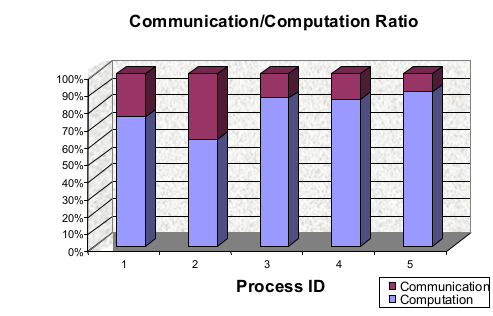 Communication/Computation Ratio
100%
90%
80%
70%
60%
50%
40%
30%
20%
10%
0%
1 2 3 4 5
Process ID
Communication
Computation